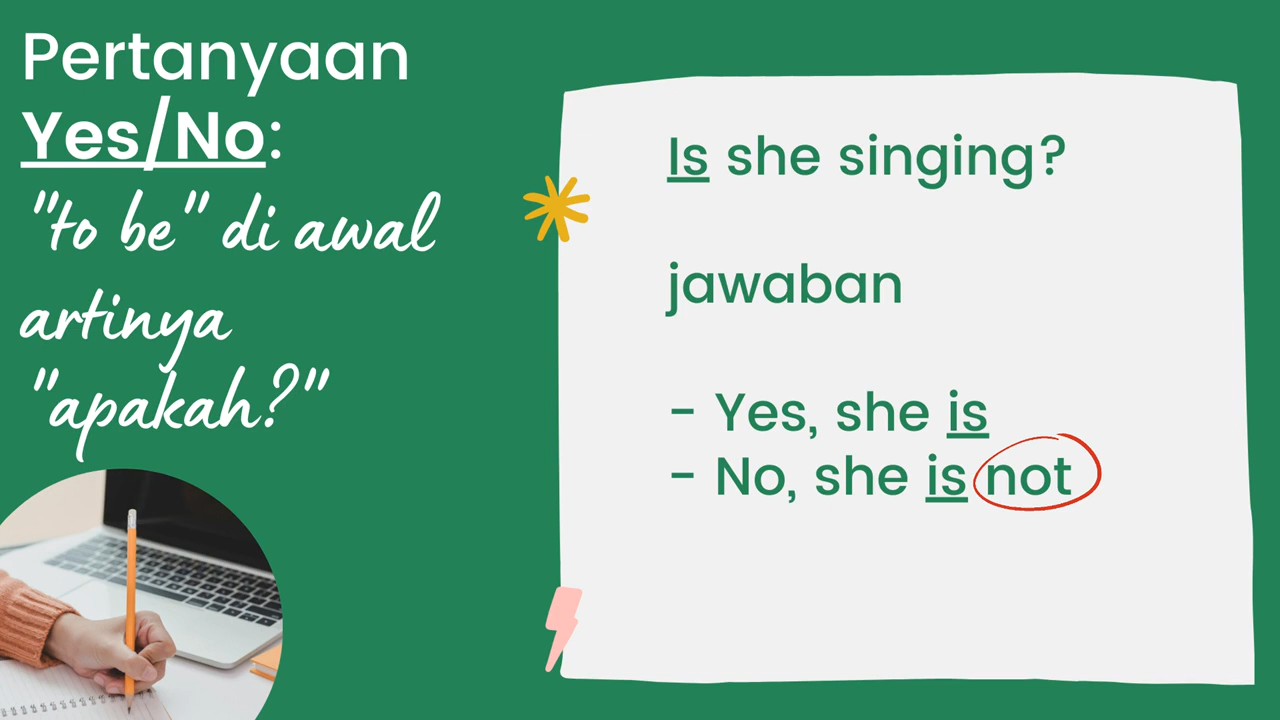 Pertanyaan
Yes/No:
"to be" di awal
artinya
"apakah?"
Is she singing?
jawaban
- Yes, she is
- No, she is not